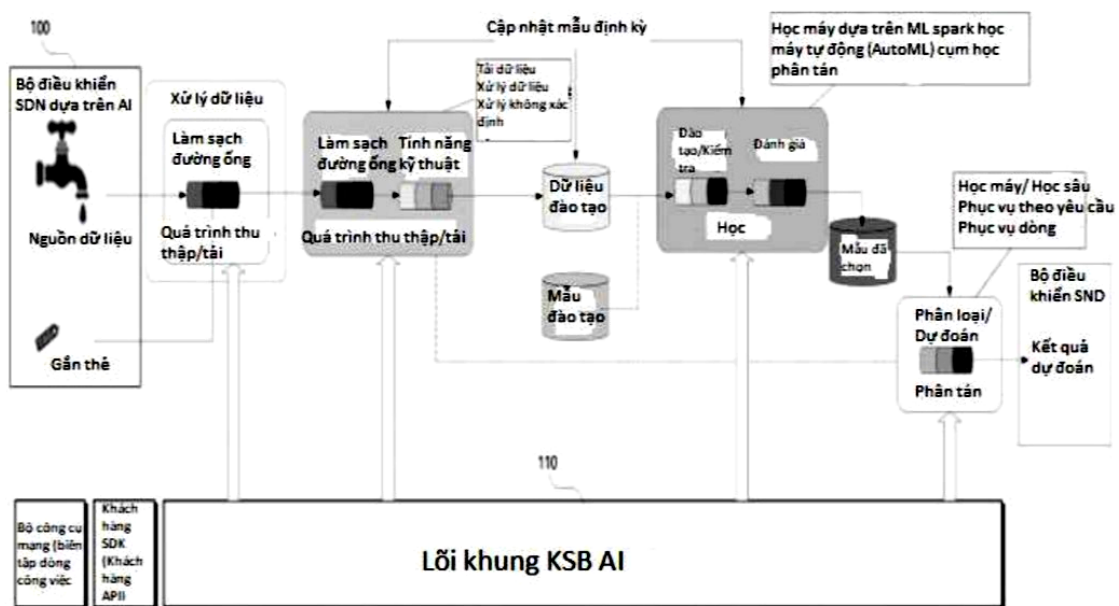 100
Bộ điều khiển
SDN dựa trên AI
Nguồn dữ liệu
Gắn thẻ
Xử lý dữ liệu
Làm sạch
đường ống
Quá trình thu
thập/tải
Cập nhật mẫu định kỳ
Tải dữ liệu
Xử lý dữ liệu
Xử lý không xác
định
Làm sạch
đường ống
Tính năng
kỹ thuật
Quá trình thu thập/tải
Dữ liệu
đào tạo
Mẫu
đào tạo
Học máy dựa trên ML spark học
máy tự động (AutoML) cụm học
phân tán
Đào
tạo/Kiểm
tra
Đánh giá
Học
Mẫu đã
chọn
Học máy/ Học sâu
Phục vụ theo yêu cầu
Phục vụ dòng
Phân loại/
Dự đoán
Phân tán
Bộ điều
khiển SND
Kết quả
dự đoán
110
Bộ công cụ
mạng (biên
tập dòng
công việc
Khách
hàng
SDK
(Khách
hàng
APII
Lõi khung KSB AI